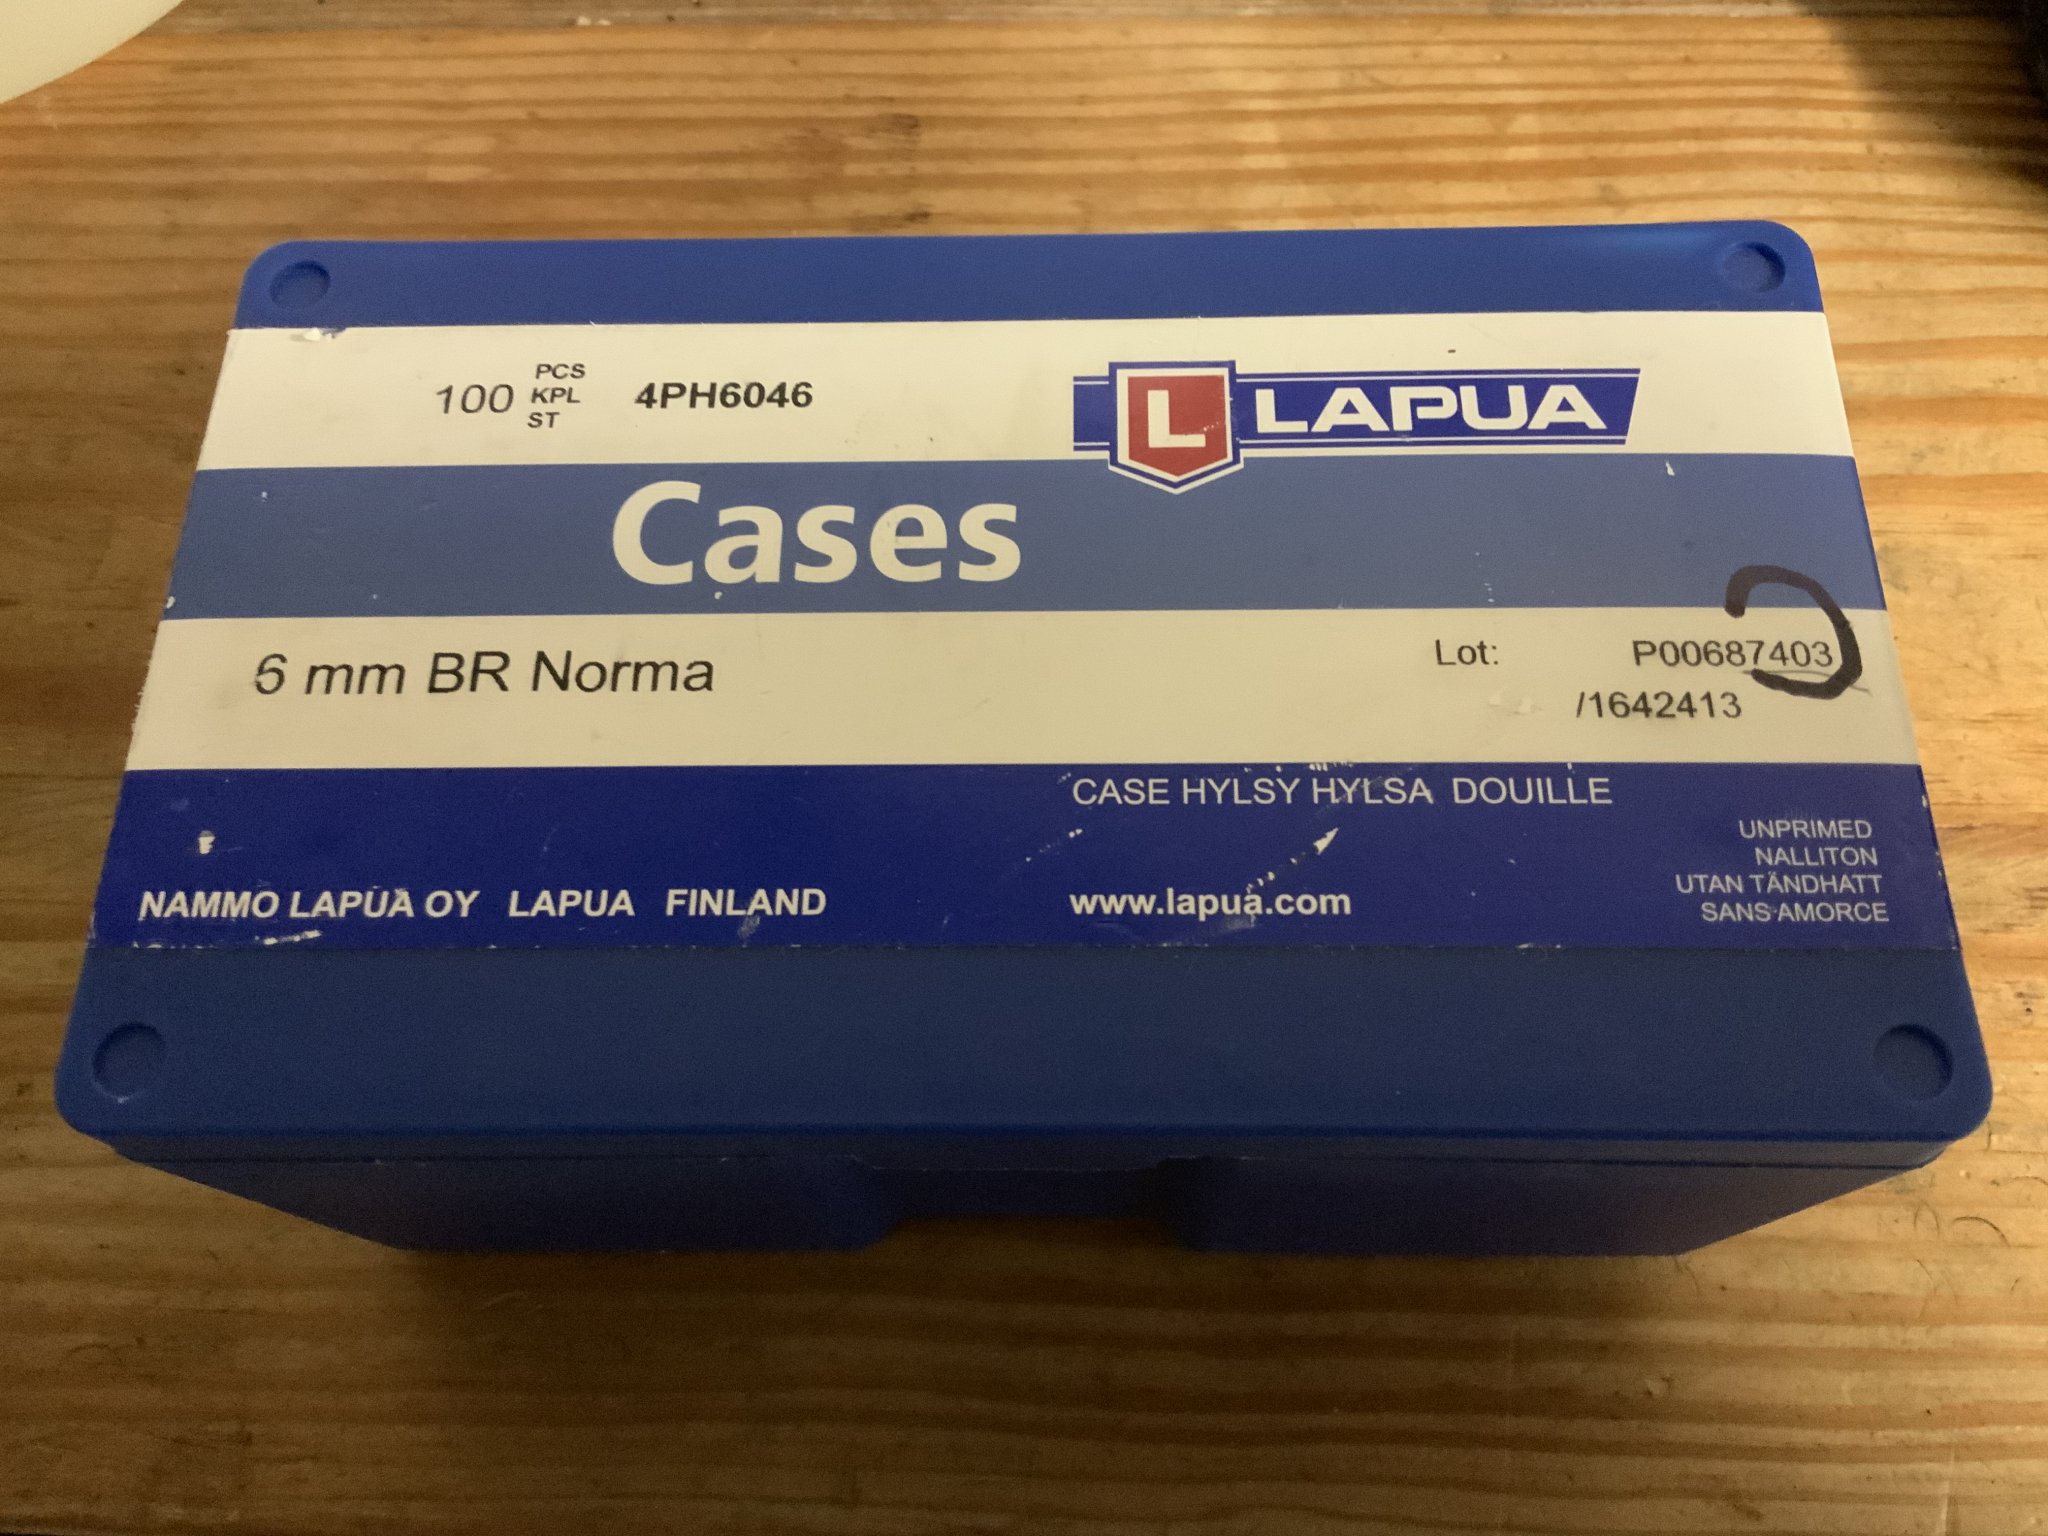 100 PCS
KPL
ST
4PH6046
L LAPUA
Cases
6 mm BR Norma
Lot: P00687403
/1642413
CASE HYLSY HYLSA DOUILLE
UNPRIMED
NALLITON
UTAN TÄNDHATT
SANS AMORCE
NAMMO LAPUA OY LAPUA FINLAND
www.lapua.com